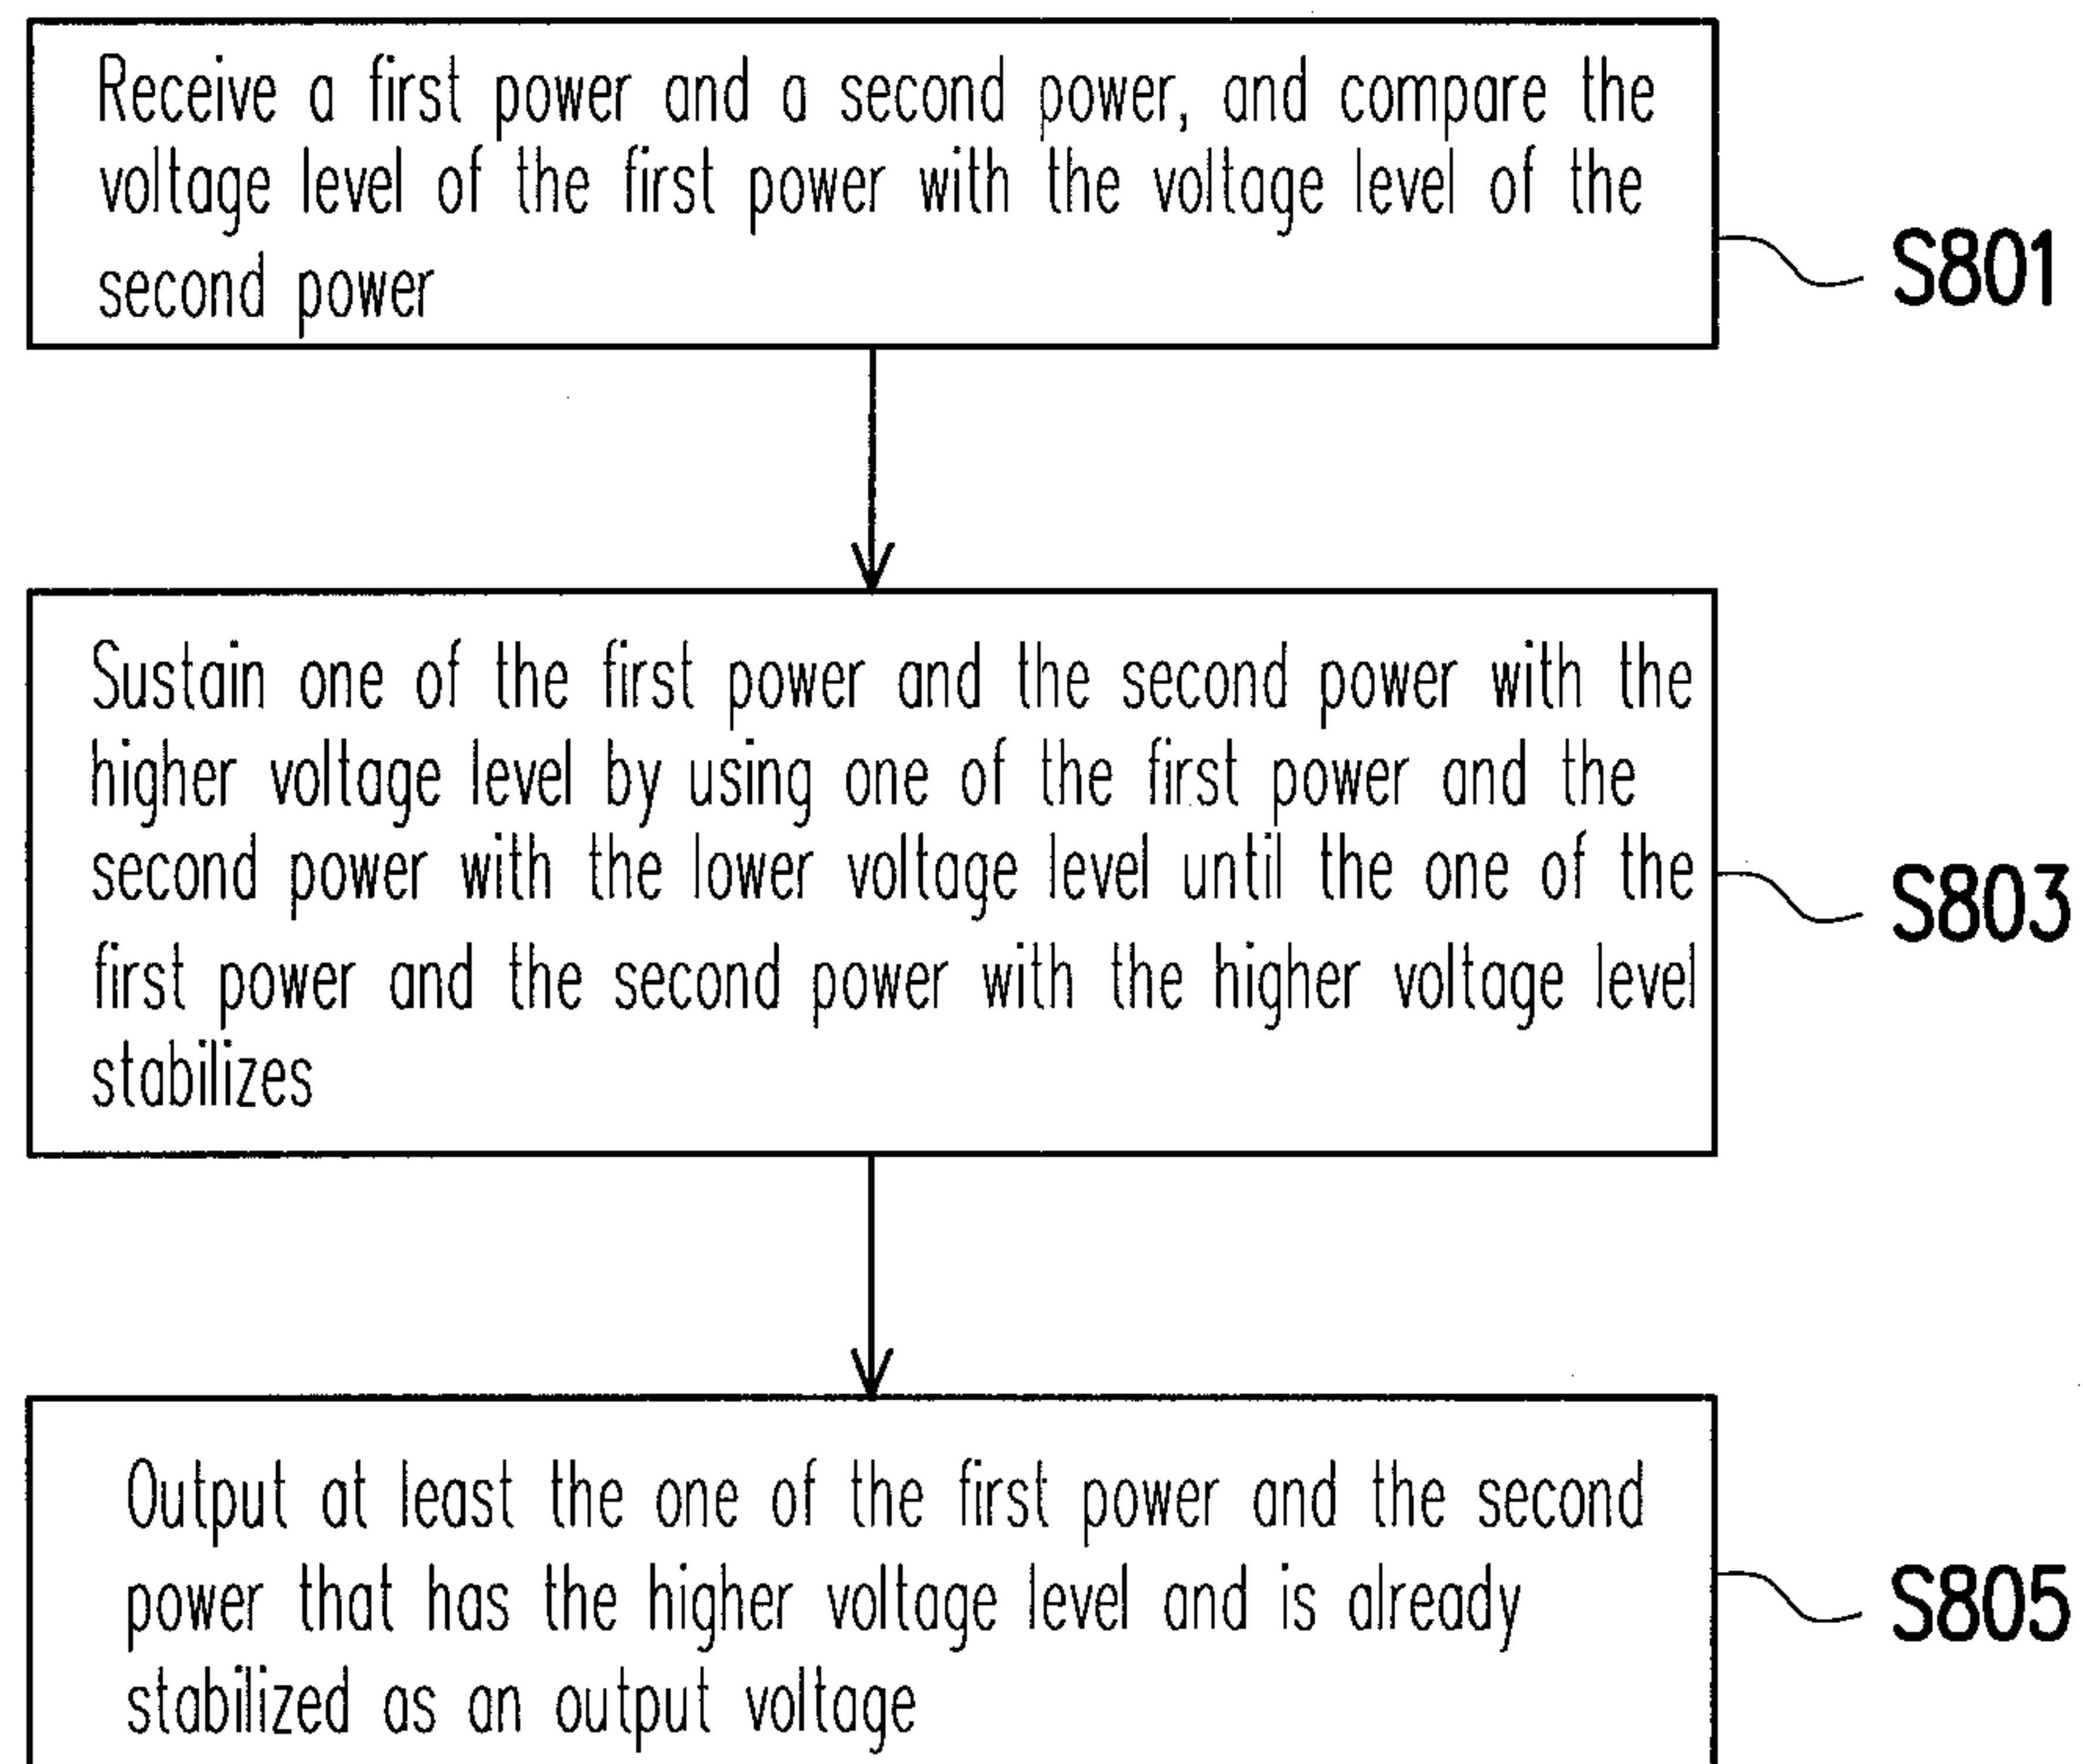 Receive a first power and a second power, and compare the
voltage level of the first power with the voltage level of the
second power
S801
Sustain one of the first power and the second power with the
higher voltage level by using one of the first power and the
second power with the lower voltage level until the one of the
first power and the second power with the higher voltage level
stabilizes
S803
Output at least the one of the first power and the second
power that has the higher voltage level and is already
stabilized as an output voltage
S805